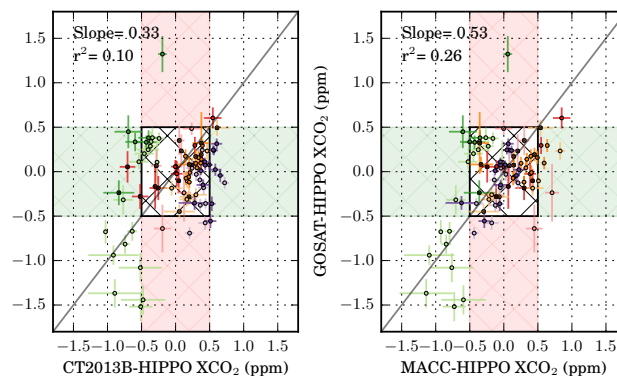 Slope= 0.33
r²= 0.10
1.5
1.0
0.5
0.0
−0.5
−1.0
−1.5
−1.5 −1.0 −0.5 0.0 0.5 1.0 1.5
CT2013B-HIPPO XCO₂ (ppm)
GOSAT-HIPPO XCO₂ (ppm)
Slope= 0.53
r²= 0.26
1.5
1.0
0.5
0.0
−0.5
−1.0
−1.5
−1.5 −1.0 −0.5 0.0 0.5 1.0 1.5
MACC-HIPPO XCO₂ (ppm)